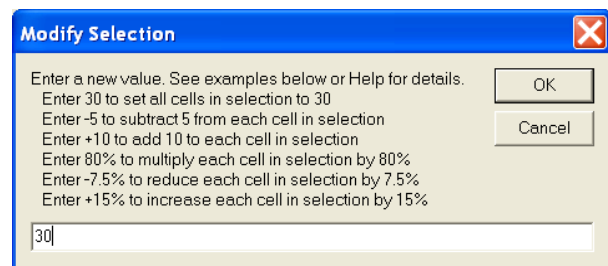 Modify Selection
Enter a new value. See examples below or Help for details.
Enter 30 to set all cells in selection to 30
Enter -5 to subtract 5 from each cell in selection
Enter +10 to add 10 to each cell in selection
Enter 80% to multiply each cell in selection by 80%
Enter -7.5% to reduce each cell in selection by 7.5%
Enter +15% to increase each cell in selection by 15%
OK
Cancel
30